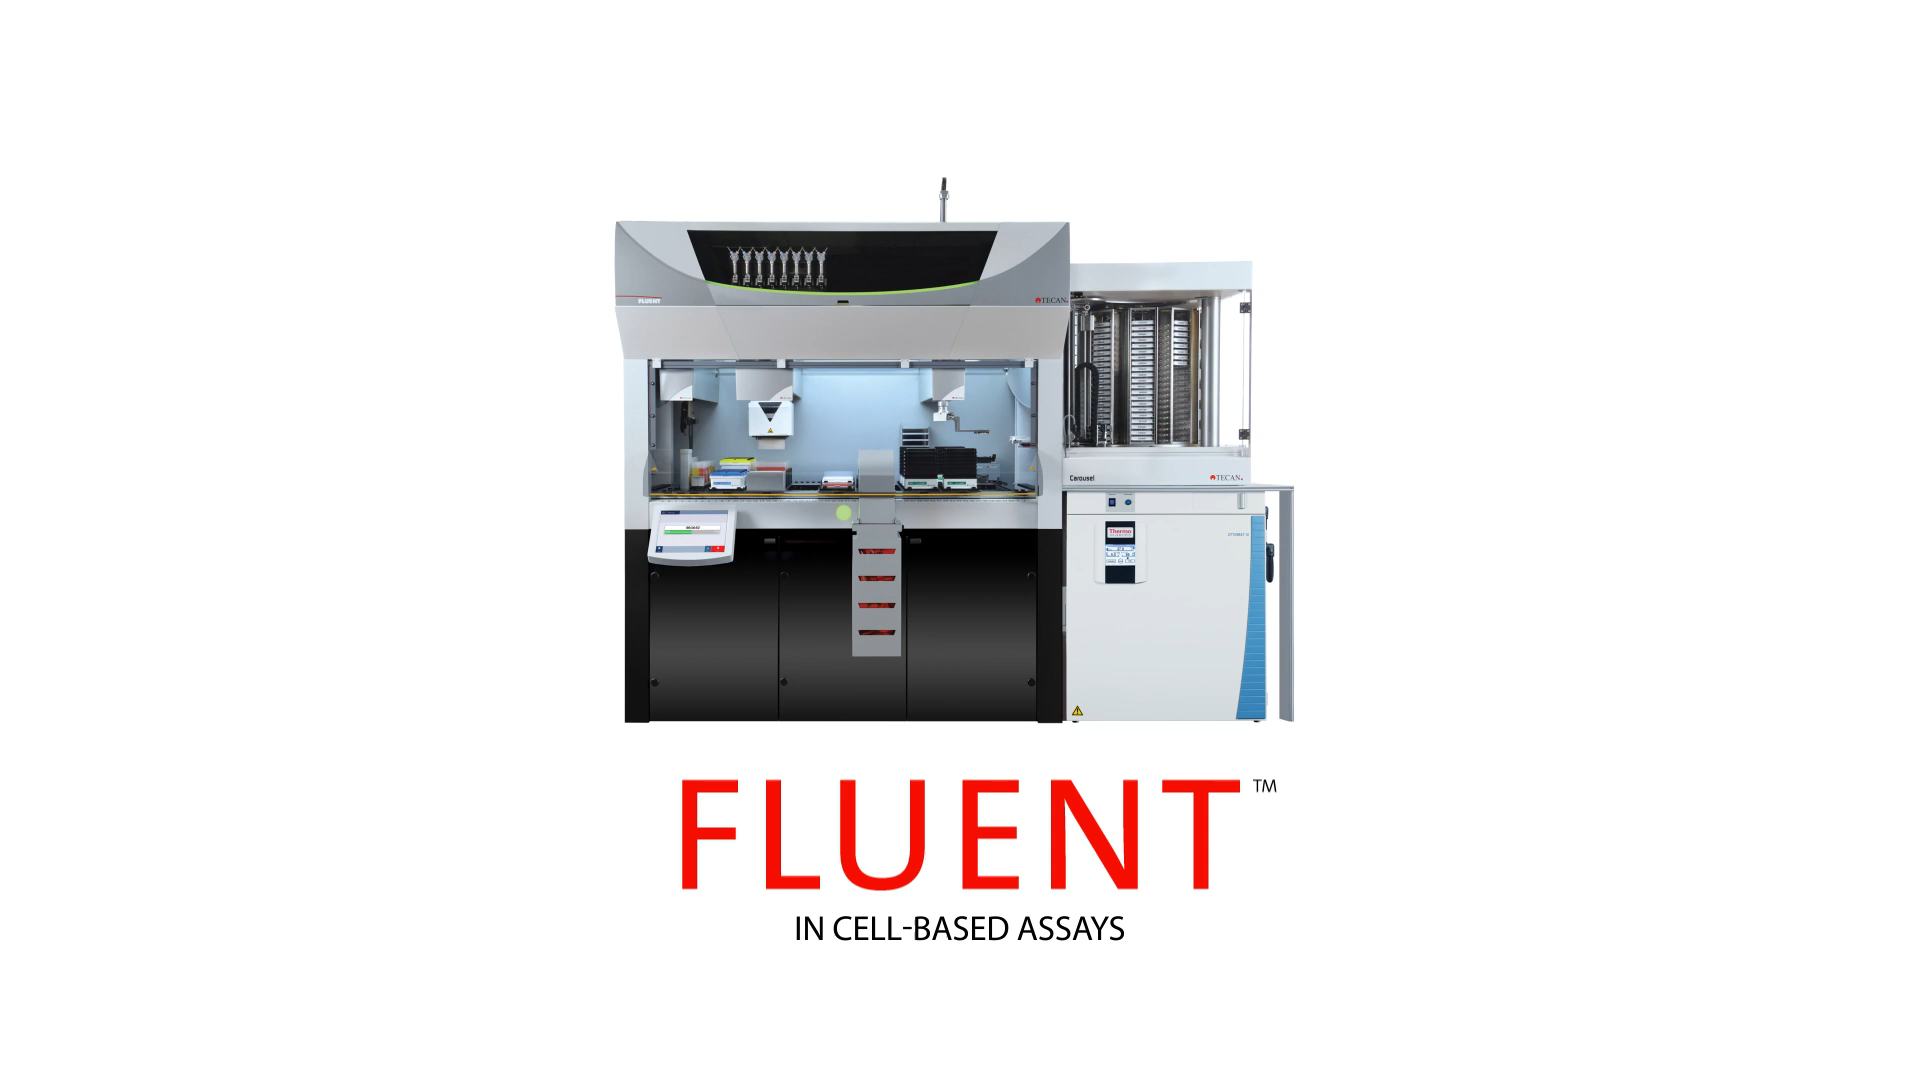 FLUENT
TECAN
Carousel
TECAN
Thermo
FLUENT™
IN CELL-BASED ASSAYS